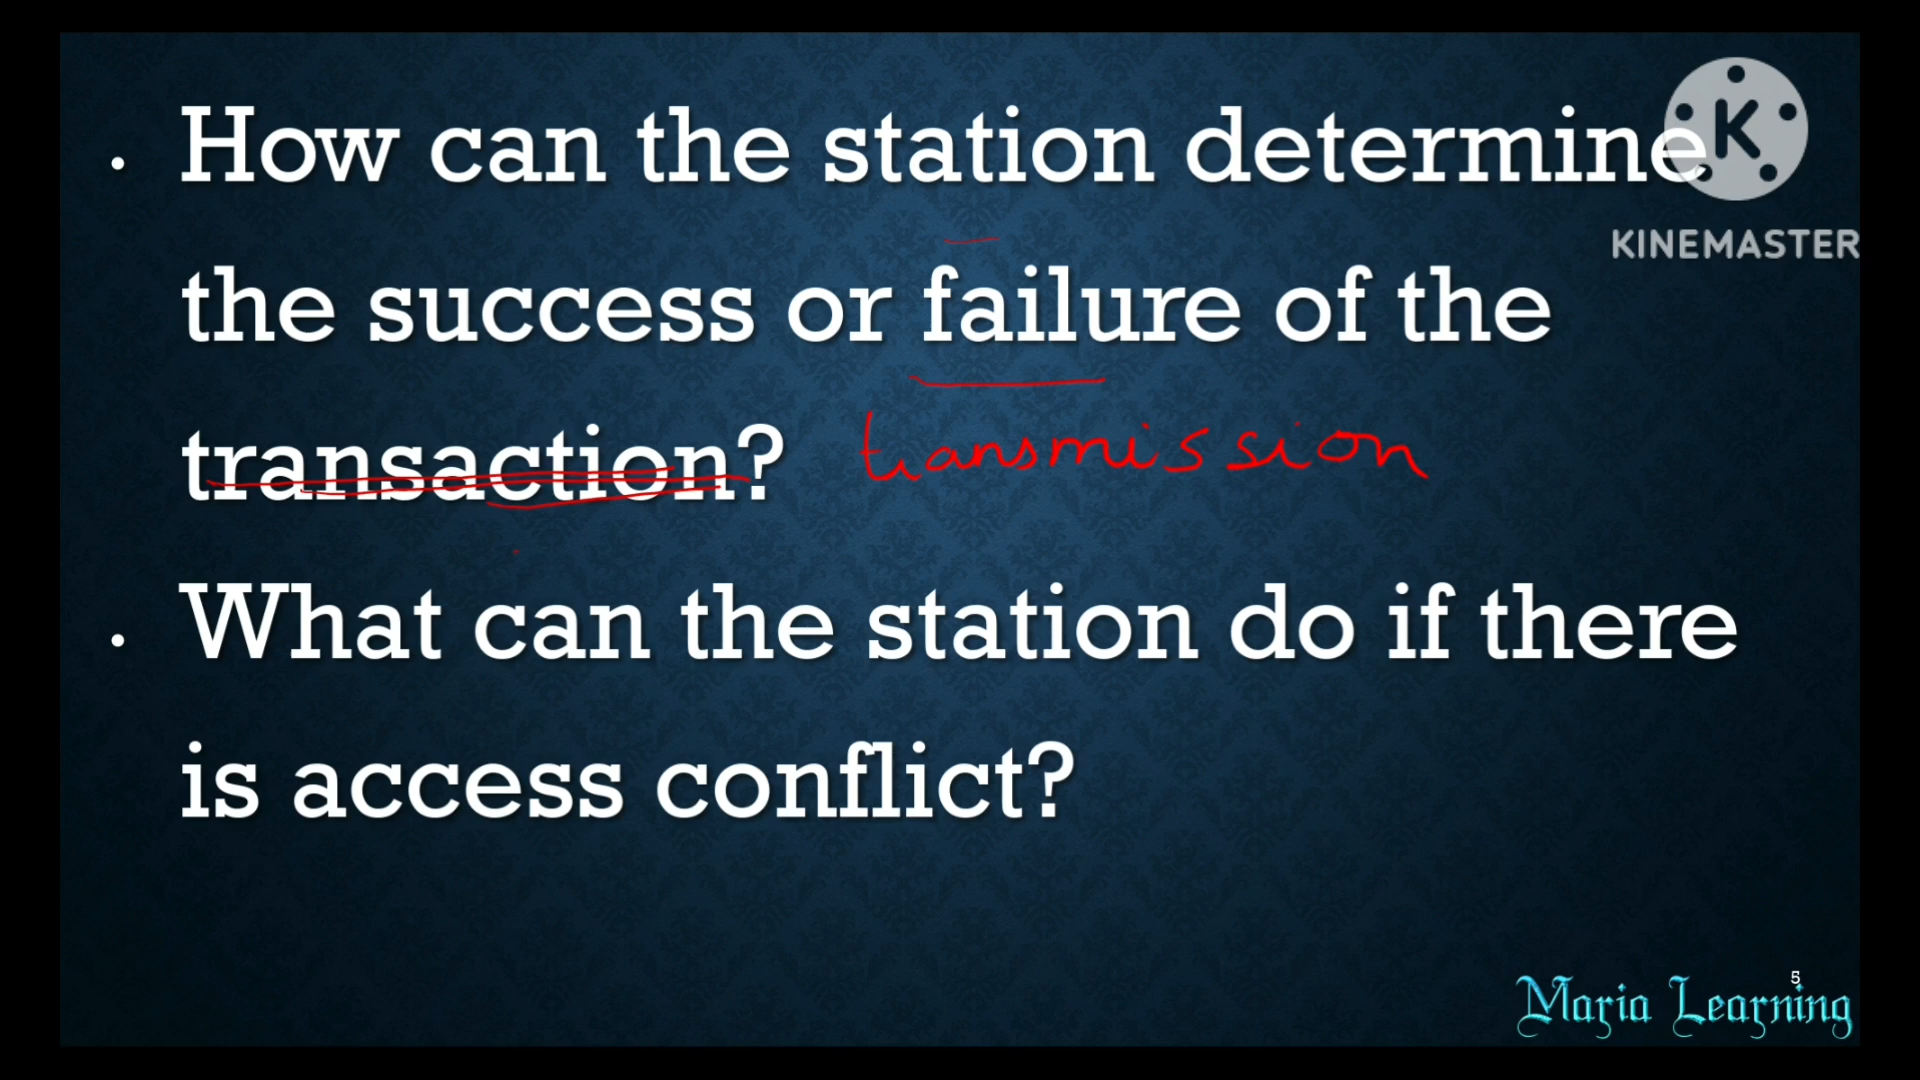 • How can the station determine
the success or failure of the
transaction? transmission
• What can the station do if there
is access conflict?
K
KINEMASTER
5
Maria Learning